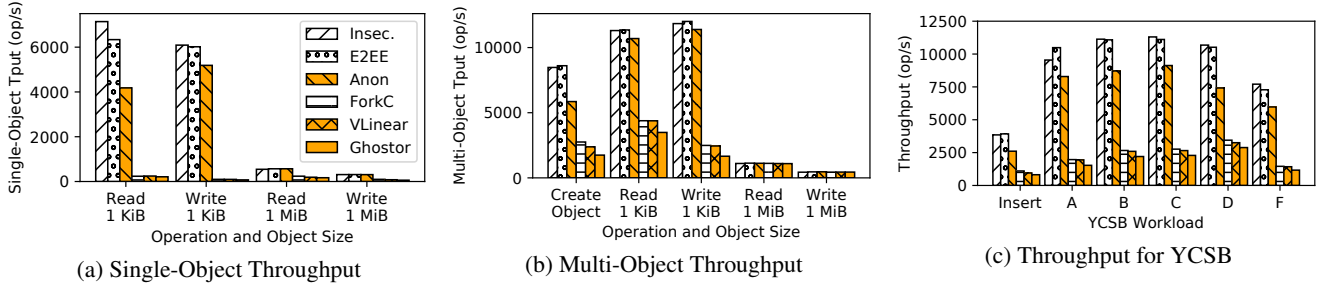 Single-Object Tput (op/s)
6000
4000
2000
0
Insec.
E2EE
Anon
ForkC
VLinear
Ghostor
Read
1 KiB
Write
1 KiB
Read
1 MiB
Write
1 MiB
Operation and Object Size
(a) Single-Object Throughput
Multi-Object Tput (op/s)
10000
5000
0
Create
Object
Read
1 KiB
Write
1 KiB
Read
1 MiB
Write
1 MiB
Operation and Object Size
(b) Multi-Object Throughput
Throughput (op/s)
12500
10000
7500
5000
2500
0
Insert
A
B
C
D
F
YCSB Workload
(c) Throughput for YCSB